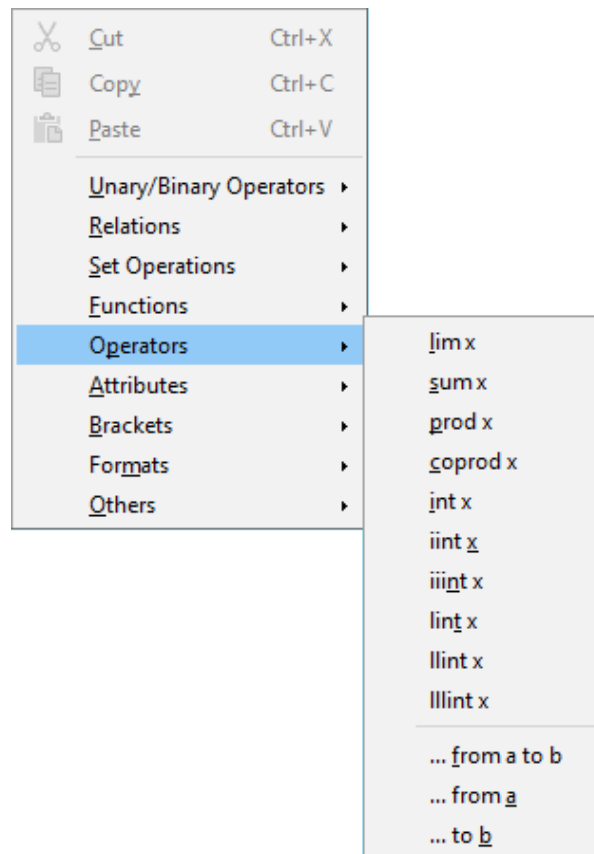 Cut Ctrl+X
Copy Ctrl+C
Paste Ctrl+V
Unary/Binary Operators
Relations
Set Operations
Functions
Operators
Attributes
Brackets
Formats
Others
lim x
sum x
prod x
coprod x
int x
iint x
iiint x
lint x
llint x
lllint x
... from a to b
... from a
... to b